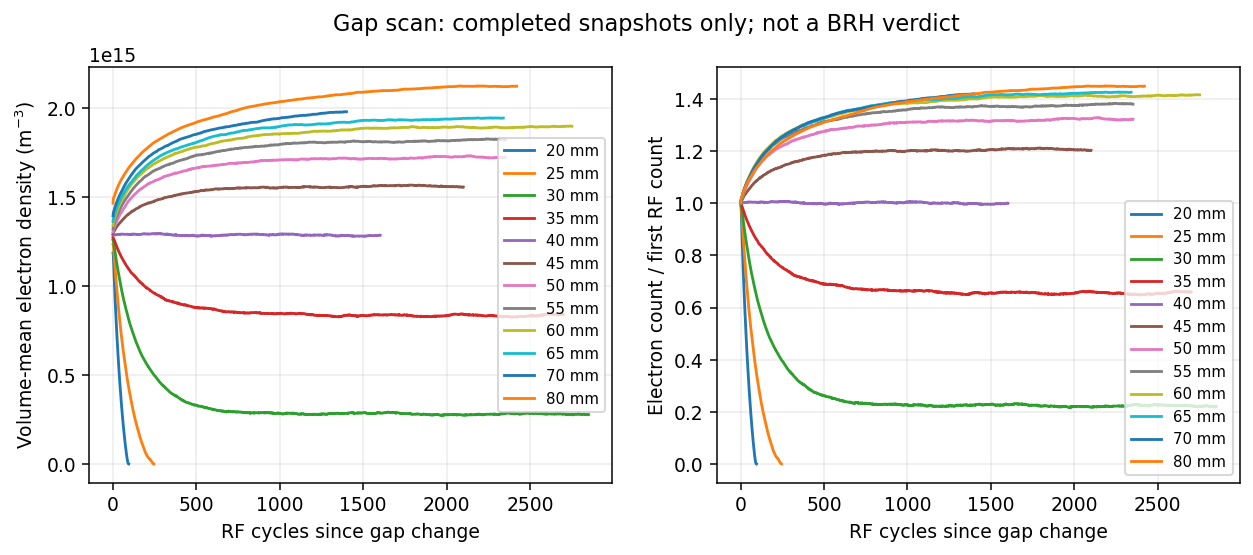 Gap scan: completed snapshots only; not a BRH verdict
1e15
Volume-mean electron density (m⁻³)
2.0
1.5
1.0
0.5
0.0
0
500
1000
1500
2000
2500
RF cycles since gap change
20 mm
25 mm
30 mm
35 mm
40 mm
45 mm
50 mm
55 mm
60 mm
65 mm
70 mm
80 mm
Electron count / first RF count
1.4
1.2
1.0
0.8
0.6
0.4
0.2
0.0
0
500
1000
1500
2000
2500
RF cycles since gap change
20 mm
25 mm
30 mm
35 mm
40 mm
45 mm
50 mm
55 mm
60 mm
65 mm
70 mm
80 mm